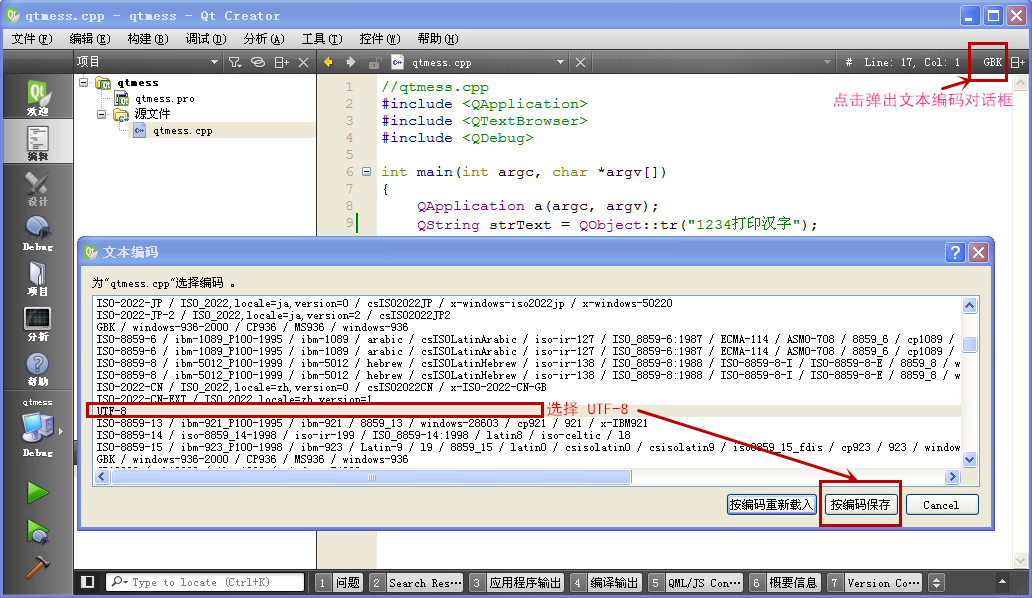 qtmess.cpp - qtmess - Qt Creator
文件(F) 编辑(E) 构建(B) 调试(D) 分析(A) 工具(T) 控件(W) 帮助(H)
项目
qtmess.cpp
# Line: 17, Col: 1
GBK
点击弹出文本编码对话框
欢迎
编辑
设计
Debug
项目
分析
帮助
qtmess
Debug
qtmess
qtmess.pro
源文件
qtmess.cpp
1 //qtmess.cpp
2 #include <QApplication>
3 #include <QTextBrowser>
4 #include <QDebug>
5
6 int main(int argc, char *argv[])
7 {
8 QApplication a(argc, argv);
9 QString strText = QObject::tr("1234打印汉字");
文本编码
为"qtmess.cpp"选择编码 。
ISO-2022-JP / ISO_2022,locale=ja,version=0 / csISO2022JP / x-windows-iso2022jp / x-windows-50220
ISO-2022-JP-2 / ISO_2022,locale=ja,version=2 / csISO2022JP2
GBK / windows-936-2000 / CP936 / MS936 / windows-936
ISO-8859-6 / ibm-1089_P100-1995 / ibm-1089 / arabic / csISOLatinArabic / iso-ir-127 / ISO_8859-6:1987 / ECMA-114 / ASMO-708 / 8859_6 / cp1089 /
ISO-8859-6 / ibm-1089_P100-1995 / ibm-1089 / arabic / csISOLatinArabic / iso-ir-127 / ISO_8859-6:1987 / ECMA-114 / ASMO-708 / 8859_6 / cp1089 /
ISO-8859-8 / ibm-5012_P100-1999 / ibm-5012 / hebrew / csISOLatinHebrew / iso-ir-138 / ISO_8859-8:1988 / ISO-8859-8-I / ISO-8859-8-E / 8859_8 / w
ISO-8859-8 / ibm-5012_P100-1999 / ibm-5012 / hebrew / csISOLatinHebrew / iso-ir-138 / ISO_8859-8:1988 / ISO-8859-8-I / ISO-8859-8-E / 8859_8 / w
ISO-2022-CN / ISO_2022,locale=zh,version=0 / csISO2022CN / x-ISO-2022-CN-GB
ISO-2022-CN-EXT / ISO_2022,locale=zh,version=1
UTF-8
选择 UTF-8
ISO-8859-13 / ibm-921_P100-1995 / ibm-921 / 8859_13 / windows-28603 / cp921 / 921 / x-IBM921
ISO-8859-14 / iso-8859_14-1998 / iso-ir-199 / ISO_8859-14:1998 / latin8 / iso-celtic / l8
ISO-8859-15 / ibm-923_P100-1998 / ibm-923 / Latin-9 / l9 / 8859_15 / latin0 / csisolatin0 / csisolatin9 / iso8859_15_fdis / cp923 / 923 / window
GBK / windows-936-2000 / CP936 / MS936 / windows-936
按编码重新载入
按编码保存
Cancel
Type to locate (Ctrl+K)
1 问题
2 Search Res···
3 应用程序输出
4 编译输出
5 QML/JS Con···
6 概要信息
7 Version Co···